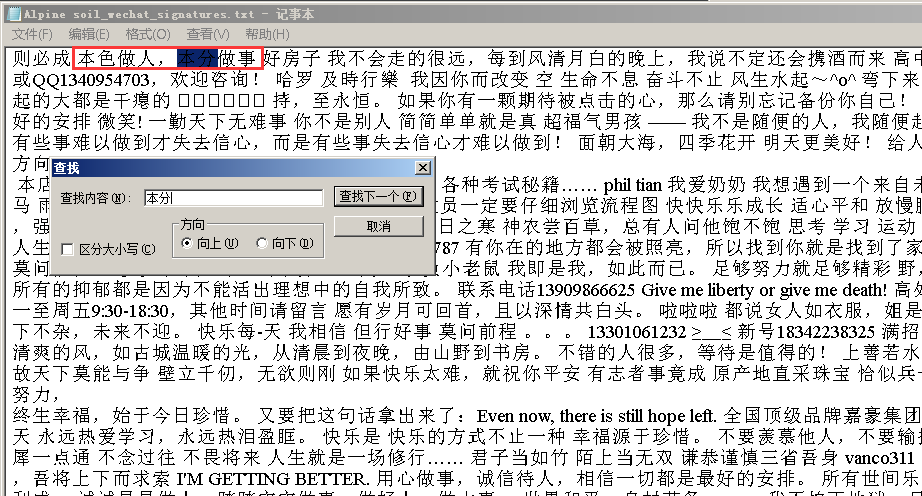 Alpine soil_wechat_signatures.txt - 记事本
文件(F) 编辑(E) 格式(O) 查看(V) 帮助(H)
则必成 本色做人，本分做事 好房子 我不会走的很远，每到风清月白的晚上，我说不定还会携酒而来 高中
或QQ1340954703，欢迎咨询！ 哈罗 及時行樂 我因你而改变 空 生命不息 奋斗不止 风生水起～^o^ 弯下来
起的大都是干瘪的 □□□□□□ 持，至永恒。 如果你有一颗期待被点击的心，那么请别忘记备份你自己！
好的安排 微笑! 一勤天下无难事 你不是别人 简简单单就是真 超福气男孩 —— 我不是随便的人，我随便起
有些事难以做到才失去信心，而是有些事失去信心才难以做到！ 面朝大海，四季花开 明天更美好！ 给人
方向
查找
本店 各种考试秘籍…… phil tian 我爱奶奶 我想遇到一个来自未
查找内容(N)： 本分 查找下一个(F)
马 雨 员一定要仔细浏览流程图 快快乐乐成长 适心平和 放慢脚
方向 取消
，强 日之寒 神衣尝百草，总有人问他饱不饱 思考 学习 运动
向上(U) 向下(D)
区分大小写(C)
人生 787 有你在的地方都会被照亮，所以找到你就是找到了家
莫问 小老鼠 我即是我，如此而已。 足够努力就足够精彩 野，
所有的抑郁都是因为不能活出理想中的自我所致。 联系电话13909866625 Give me liberty or give me death! 高处
一至周五9:30-18:30，其他时间请留言 愿有岁月可回首，且以深情共白头。 啦啦啦 都说女人如衣服，姐是
下不杂，未来不迎。 快乐每-天 我相信 但行好事 莫问前程 。。。 13301061232 >__< 新号18342238325 满招
清爽的风，如古城温暖的光，从清晨到夜晚，由山野到书房。 不错的人很多，等待是值得的！ 上善若水
故天下莫能与争 壁立千仞，无欲则刚 如果快乐太难，就祝你平安 有志者事竟成 原产地直采珠宝 恰似兵
努力，
终生幸福，始于今日珍惜。 又要把这句话拿出来了：Even now, there is still hope left. 全国顶级品牌嘉豪集团
天 永远热爱学习，永远热泪盈眶。 快乐是 快乐的方式不止一种 幸福源于珍惜。 不要羡慕他人，不要输掉
犀一点通 不念过往 不畏将来 人生就是一场修行…… 君子当如竹 陌上当无双 谦恭谨慎三省吾身 vanco311
，吾将上下而求索 I'M GETTING BETTER. 用心做事，诚信待人，相信一切都是最好的安排。 所有世间乐